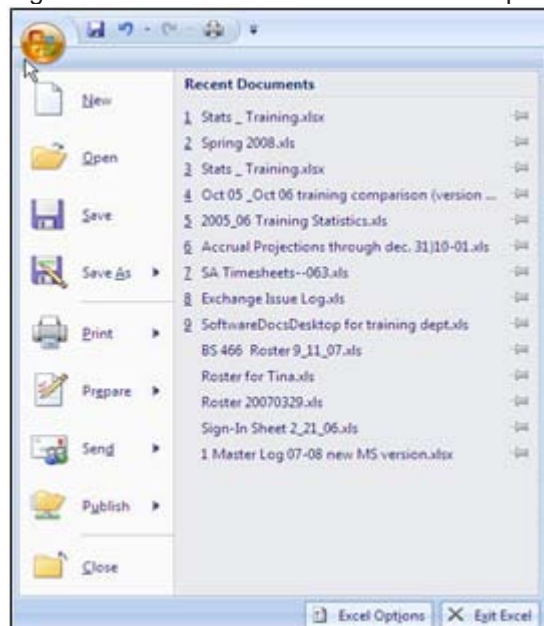 New
Open
Save
Save As
Print
Prepare
Send
Publish
Close
Recent Documents
1 Stats _ Training.xlsx
2 Spring 2008.xls
3 Stats _ Training.xlsx
4 Oct 05 _Oct 06 training comparison (version ...
5 2005_06 Training Statistics.xls
6 Accrual Projections through dec. 31)10-01.xls
7 SA Timesheets--063.xls
8 Exchange Issue Log.xls
9 SoftwareDocsDesktop for training dept.xls
BS 466 Roster 9_11_07.xls
Roster for Tina.xls
Roster 20070329.xls
Sign-In Sheet 2_21_06.xls
1 Master Log 07-08 new MS version.xlsx
Excel Options
Exit Excel